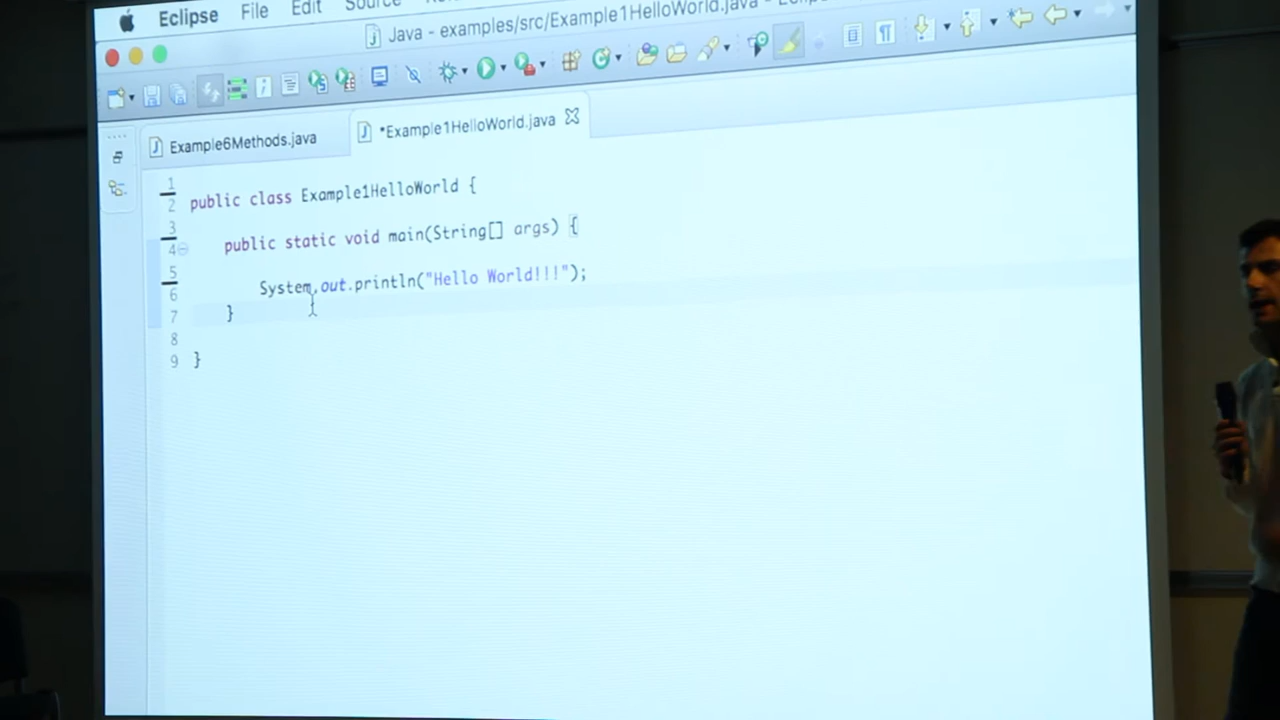 Eclipse File Edit Source
Java - examples/src/Example1HelloWorld.java -
Example6Methods.java *Example1HelloWorld.java
1
2 public class Example1HelloWorld {
3
4 public static void main(String[] args) {
5
6 System.out.println("Hello World!!!");
7 }
8
9 }